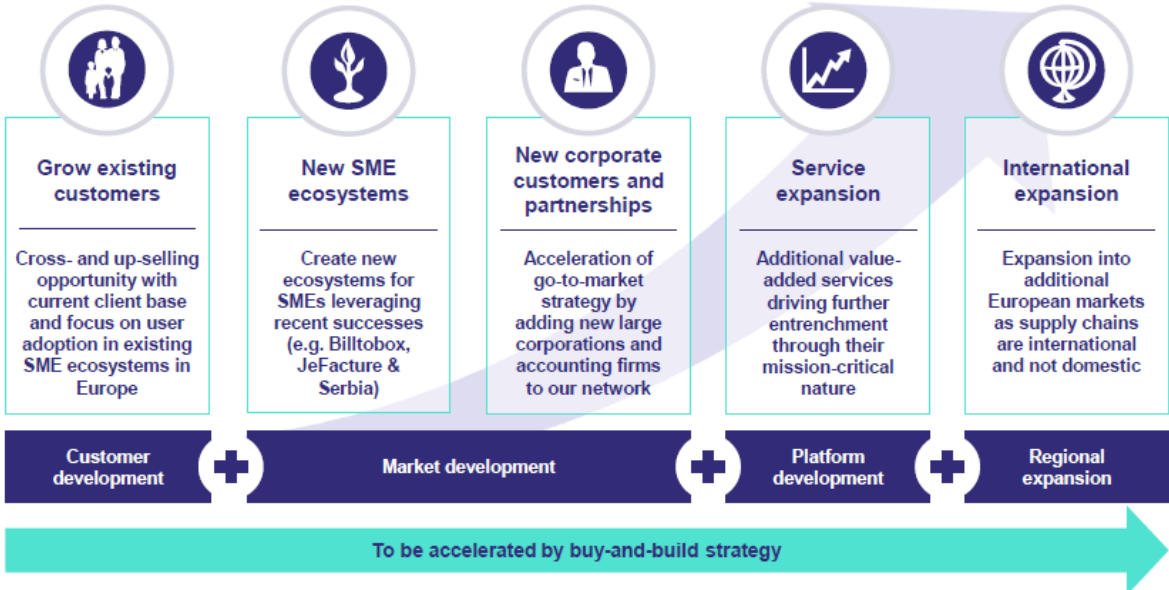 Grow existing
customers
Cross- and up-selling
opportunity with
current client base
and focus on user
adoption in existing
SME ecosystems in
Europe
New SME
ecosystems
Create new
ecosystems for
SMEs leveraging
recent successes
(e.g. Billtobox,
JeFacture &
Serbia)
New corporate
customers and
partnerships
Acceleration of
go-to-market
strategy by
adding new large
corporations and
accounting firms
to our network
Service
expansion
Additional value-
added services
driving further
entrenchment
through their
mission-critical
nature
International
expansion
Expansion into
additional
European markets
as supply chains
are international
and not domestic
Customer
development
Market development
Platform
development
Regional
expansion
To be accelerated by buy-and-build strategy